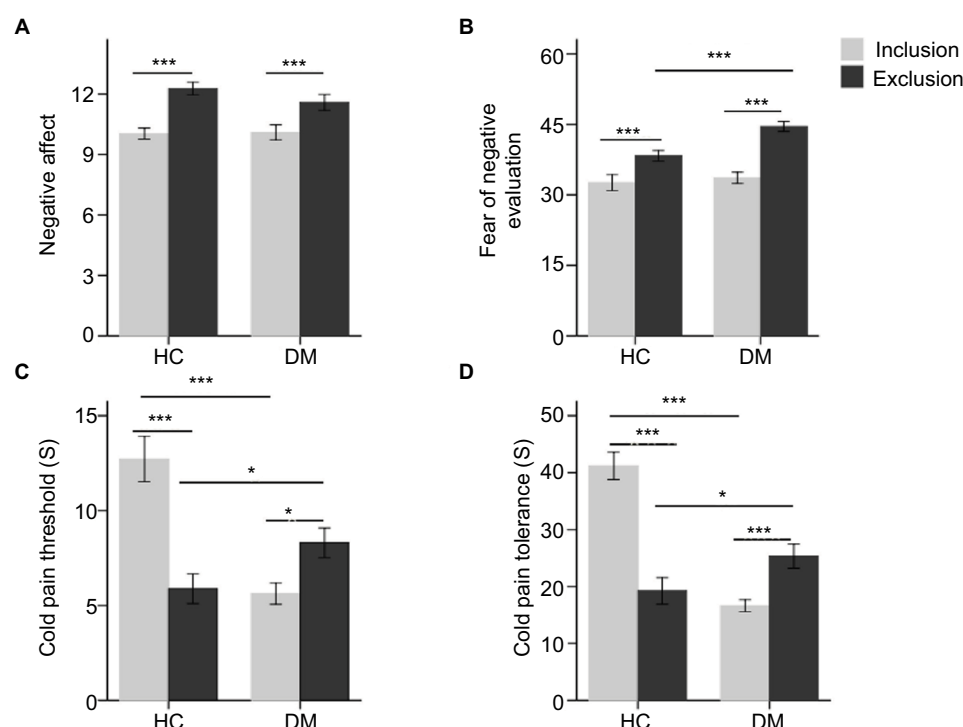 A
Negative affect
12
9
6
3
0
***
***
HC
DM
B
Fear of negative
evaluation
60
45
30
15
0
***
***
***
HC
DM
Inclusion
Exclusion
C
Cold pain threshold (S)
15
10
5
0
***
***
*
*
HC
DM
D
Cold pain tolerance (S)
50
40
30
20
10
0
***
***
*
***
HC
DM